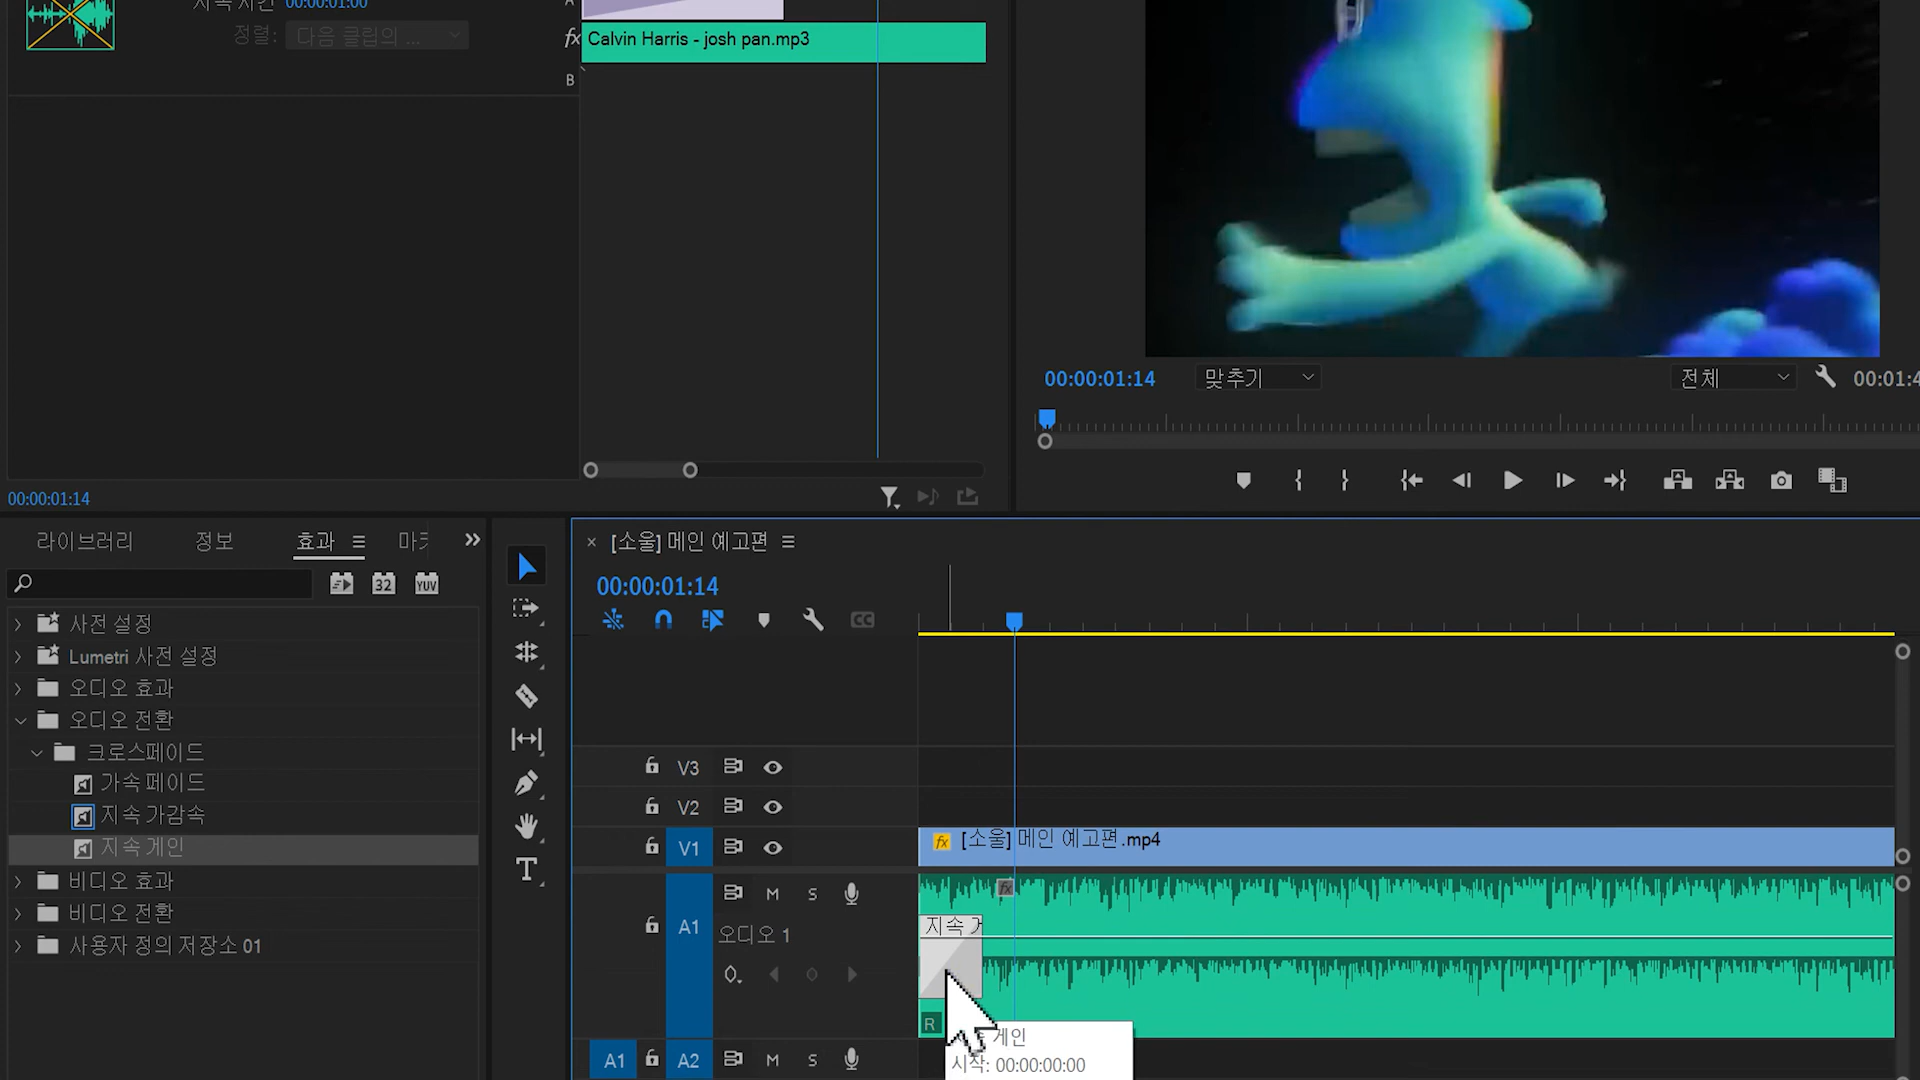 지속 시간 00:00:01:00
정렬: 다음 클립의 ...
A
fx Calvin Harris - josh pan.mp3
B
00:00:01:14
00:00:01:14 맞추기 전체
라이브러리 정보 효과
32 YUV
사전 설정
Lumetri 사전 설정
오디오 효과
오디오 전환
크로스페이드
가속 페이드
지속 가감속
지속 게인
비디오 효과
비디오 전환
사용자 정의 저장소 01
T
× [소울] 메인 예고편
00:00:01:14
CC
V3
V2
V1
fx [소울] 메인 예고편.mp4
A1 M S
오디오 1
fx
지속
R
A1 A2 M S
게인
시작: 00:00:00:00